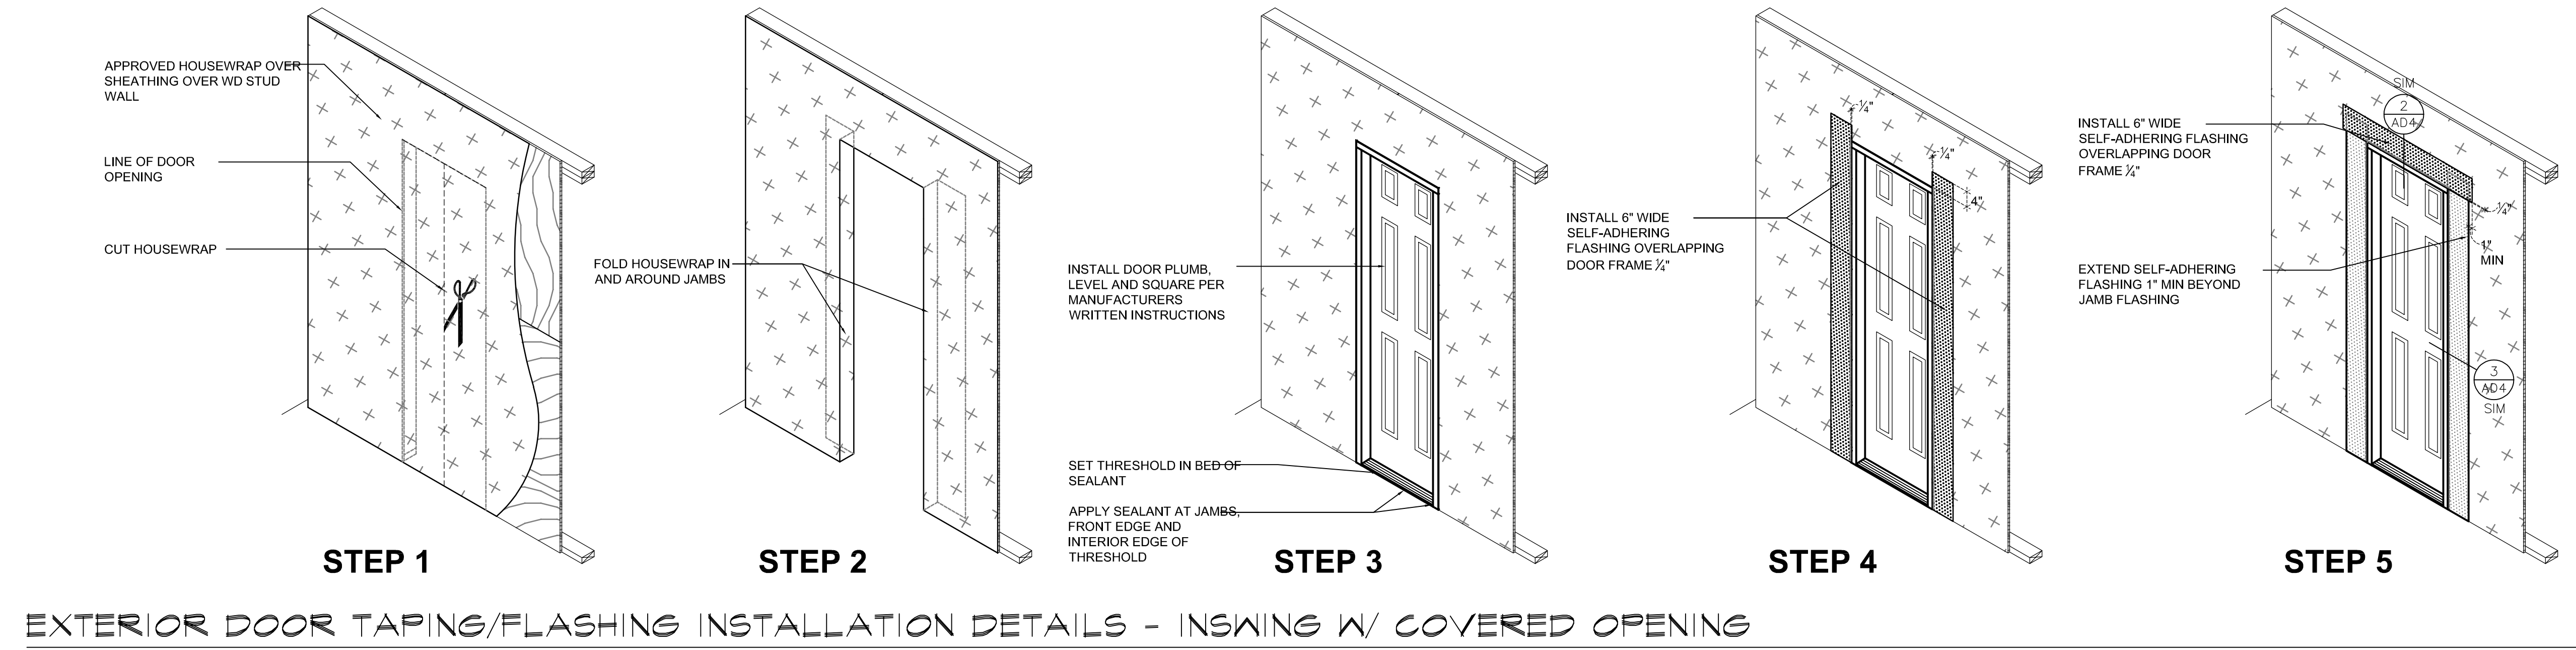 APPROVED HOUSEWRAP OVER
SHEATHING OVER WD STUD
WALL
LINE OF DOOR
OPENING
CUT HOUSEWRAP
STEP 1
FOLD HOUSEWRAP IN
AND AROUND JAMBS
STEP 2
INSTALL DOOR PLUMB,
LEVEL AND SQUARE PER
MANUFACTURERS
WRITTEN INSTRUCTIONS
SET THRESHOLD IN BED OF
SEALANT
APPLY SEALANT AT JAMBS,
FRONT EDGE AND
INTERIOR EDGE OF
THRESHOLD
STEP 3
1/4"
1/4"
4"
INSTALL 6" WIDE
SELF-ADHERING
FLASHING OVERLAPPING
DOOR FRAME 1/4"
STEP 4
SIM
2
AD4
INSTALL 6" WIDE
SELF-ADHERING FLASHING
OVERLAPPING DOOR
FRAME 1/4"
1/4"
1"
MIN
EXTEND SELF-ADHERING
FLASHING 1" MIN BEYOND
JAMB FLASHING
3
AD4
SIM
STEP 5
EXTERIOR DOOR TAPING/FLASHING INSTALLATION DETAILS - INSWING W/ COVERED OPENING